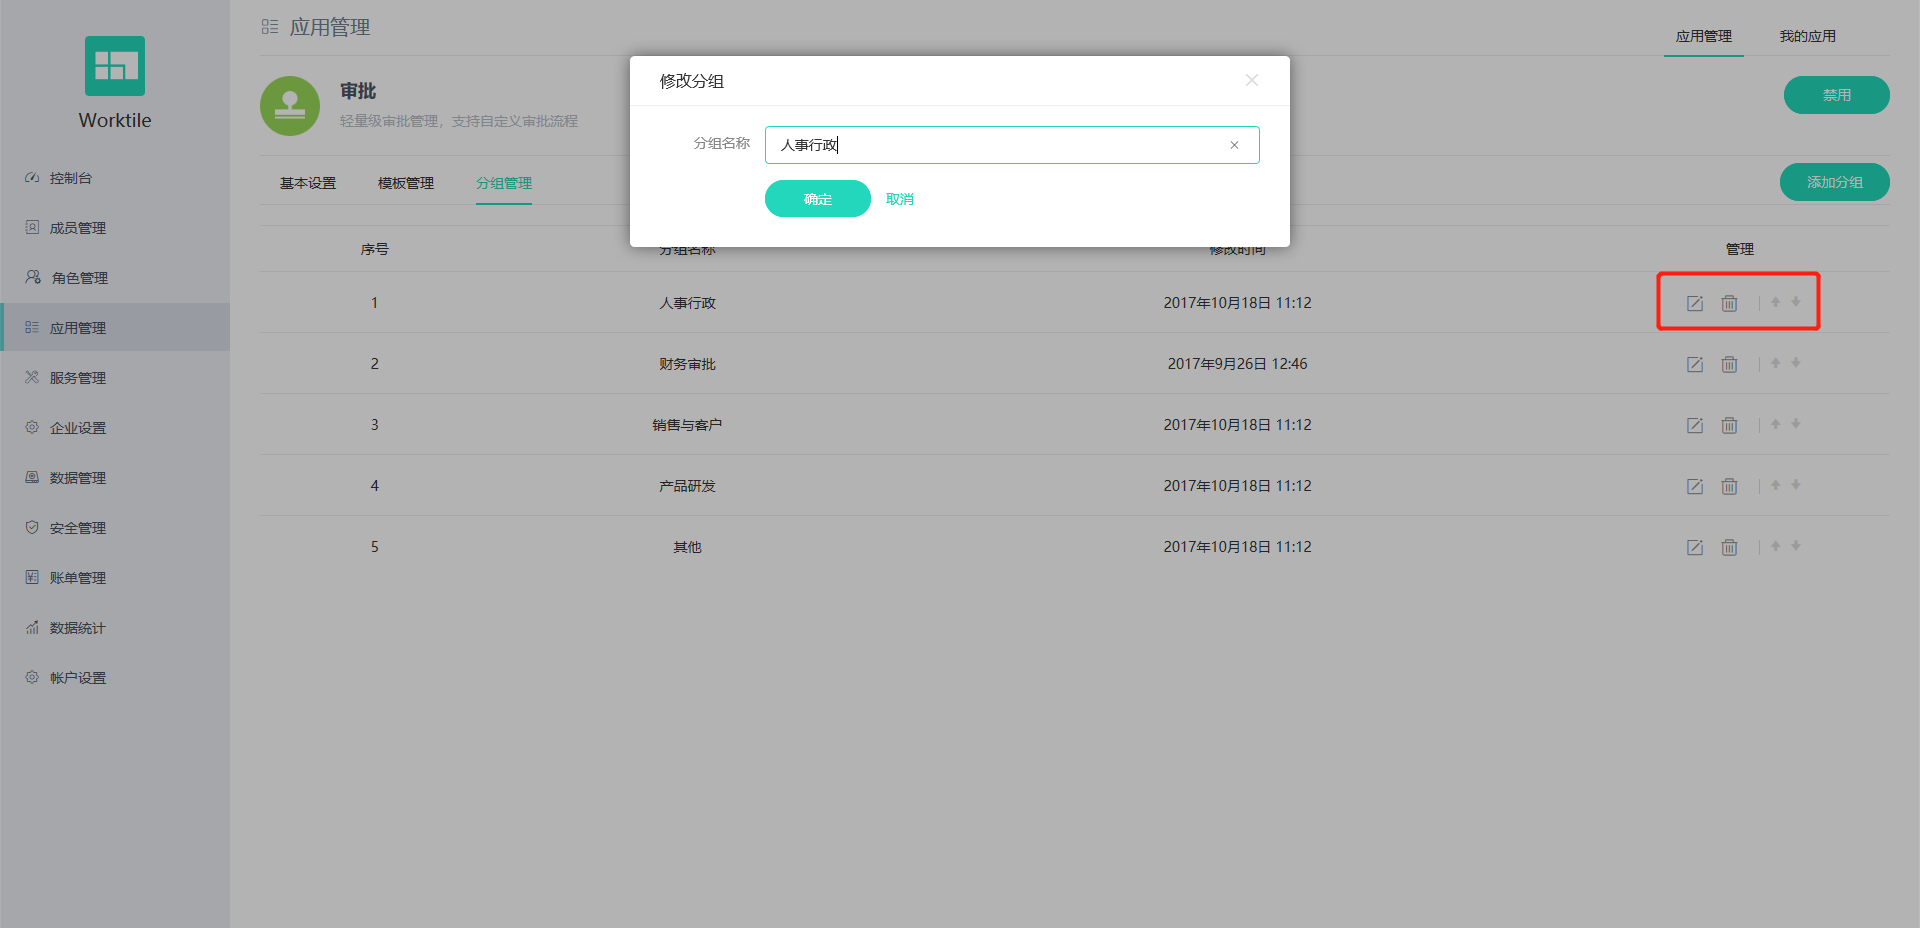 Worktile
控制台
成员管理
角色管理
应用管理
服务管理
企业设置
数据管理
安全管理
账单管理
数据统计
帐户设置
应用管理
应用管理 我的应用
审批
轻量级审批管理，支持自定义审批流程
禁用
基本设置 模板管理 分组管理
添加分组
修改分组
分组名称 人事行政
确定 取消
序号 分组名称 修改时间 管理
1 人事行政 2017年10月18日 11:12
2 财务审批 2017年9月26日 12:46
3 销售与客户 2017年10月18日 11:12
4 产品研发 2017年10月18日 11:12
5 其他 2017年10月18日 11:12